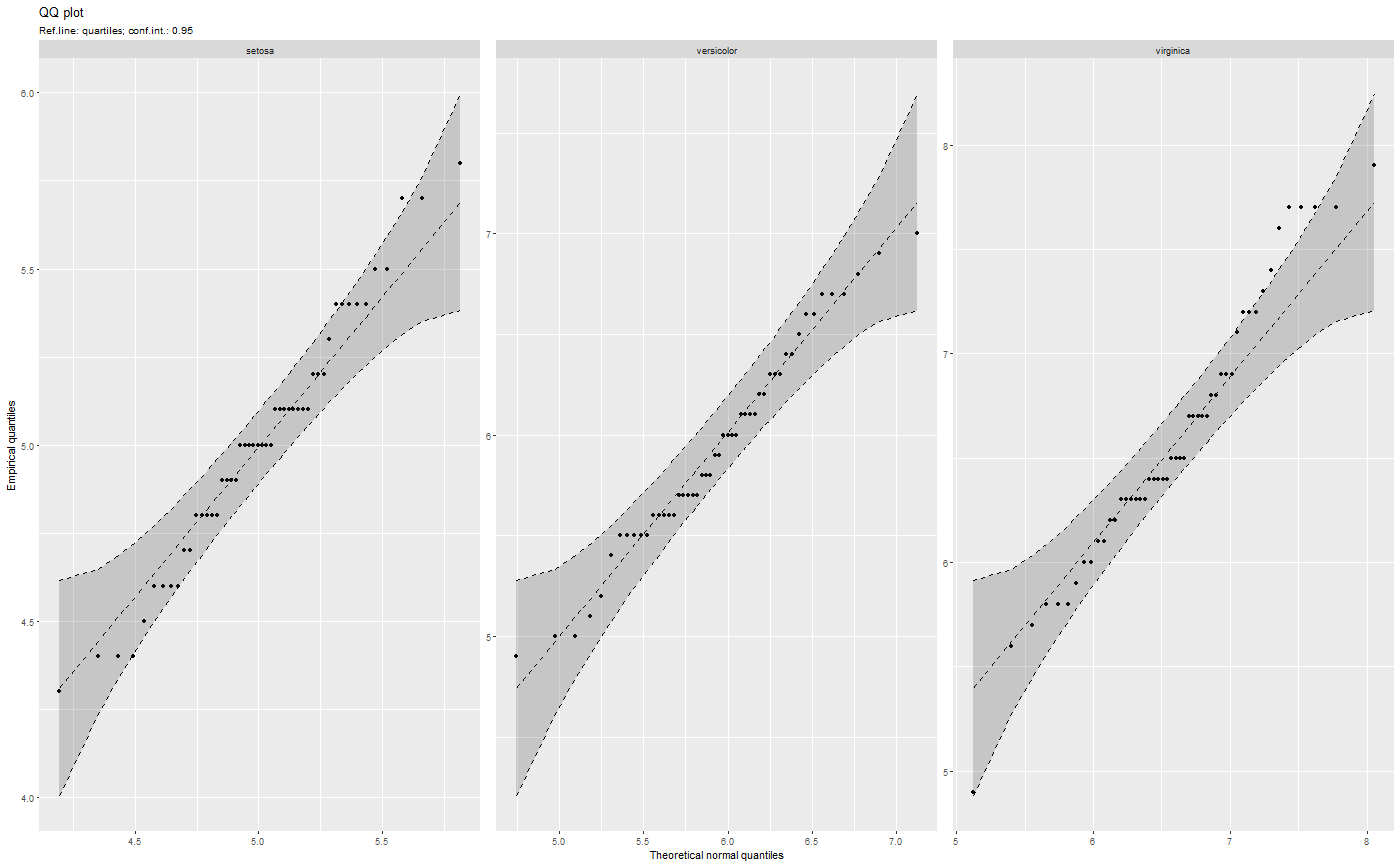 QQ plot
Ref.line: quartiles; conf.int.: 0.95
setosa
versicolor
virginica
Empirical quantiles
6.0
5.5
5.0
4.5
4.0
7
6
5
8
7
6
5
4.5 5.0 5.5
5.0 5.5 6.0 6.5 7.0
5 6 7 8
Theoretical normal quantiles